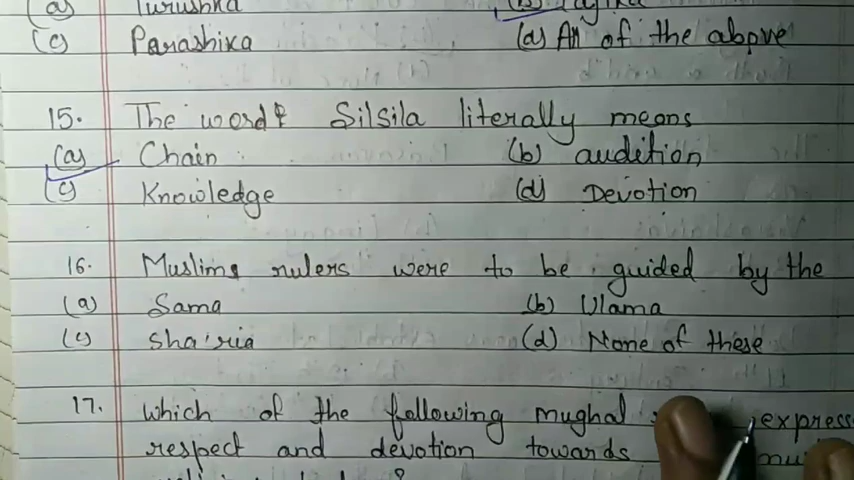 (a) Turushka
(c) Parashika (d) All of the above
15. The word Silsila literally means
(a) Chain (b) audition
(c) Knowledge (d) Devotion
16. Muslims rulers were to be guided by the
(a) Sama (b) Ulama
(c) Sha'ria (d) None of these
17. Which of the following mughal express
respect and devotion towards